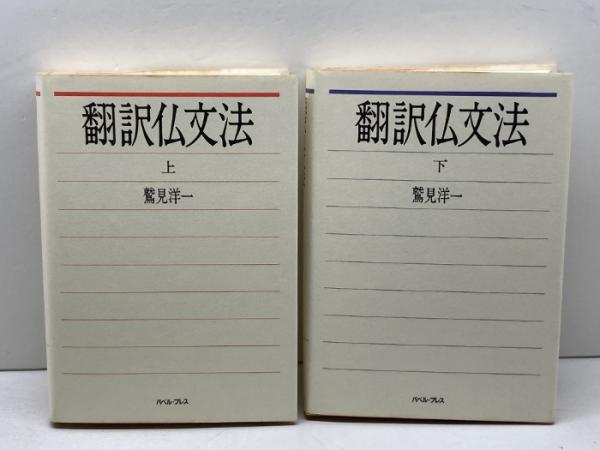 翻訳仏文法
上
鷲見洋一
バベル・プレス
翻訳仏文法
下
鷲見洋一
バベル・プレス